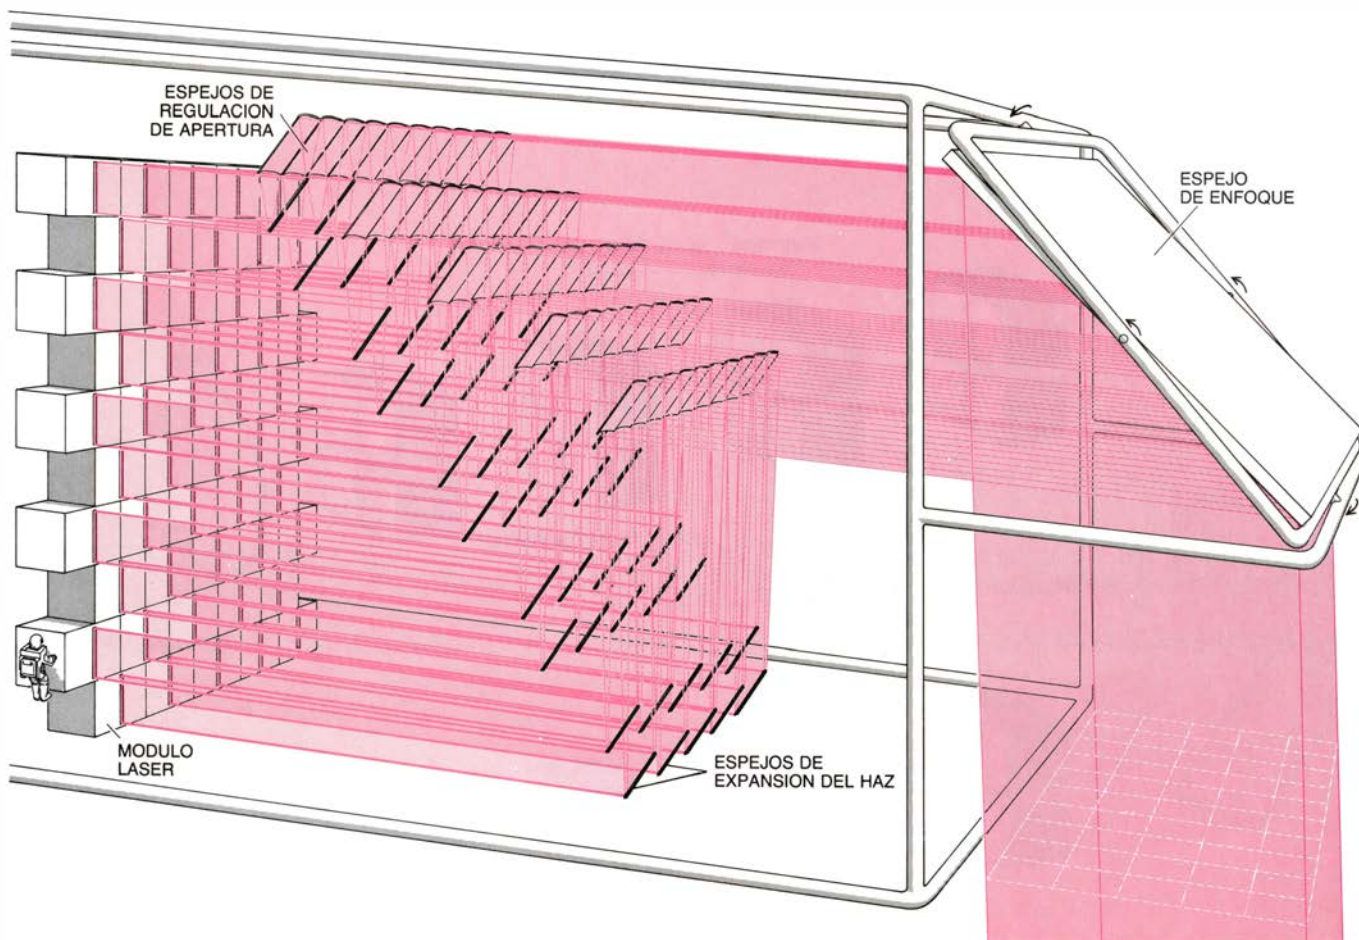 ESPEJOS DE
REGULACION
DE APERTURA
ESPEJO
DE ENFOQUE
MODULO
LASER
ESPEJOS DE
EXPANSION DEL HAZ